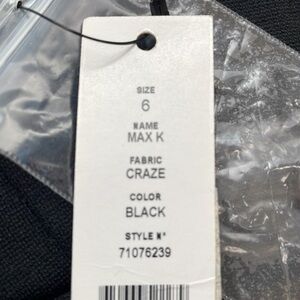 SIZE
6
NAME
MAX K
FABRIC
CRAZE
COLOR
BLACK
STYLE N°
71076239